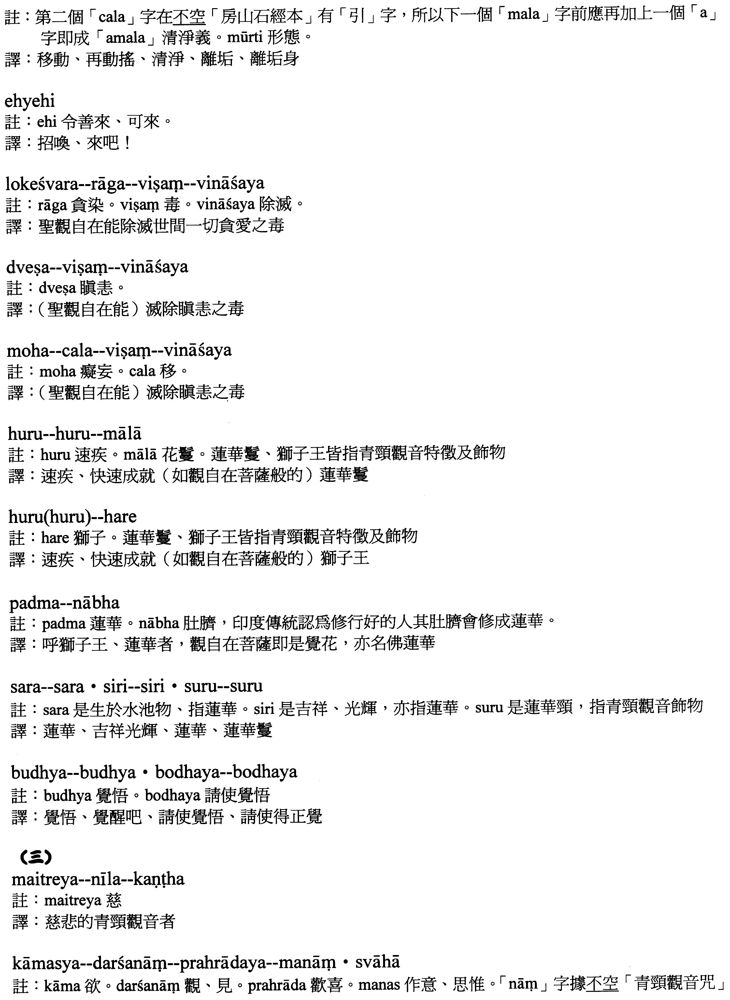 註：第二個「cala」字在不空「房山石經本」有「引」字，所以下一個「mala」字前應再加上一個「a」
字即成「amala」清淨義。mūrti 形態。
譯：移動、再動搖、清淨、離垢、離垢身
ehyehi
註：ehi 令善來、可來。
譯：招喚、來吧！
lokeśvara--rāga--viṣaṃ--vināśaya
註：rāga 貪染。viṣaṃ 毒。vināśaya 除滅。
譯：聖觀自在能除滅世間一切貪愛之毒
dveṣa--viṣaṃ--vināśaya
註：dveṣa 瞋恚。
譯：（聖觀自在能）滅除瞋恚之毒
moha--cala--viṣaṃ--vināśaya
註：moha 癡妄。cala 移。
譯：（聖觀自在能）滅除瞋恚之毒
huru--huru--mālā
註：huru 速疾。mālā 花鬘。蓮華鬘、獅子王皆指青頸觀音特徵及飾物
譯：速疾、快速成就（如觀自在菩薩般的）蓮華鬘
huru(huru)--hare
註：hare 獅子。蓮華鬘、獅子王皆指青頸觀音特徵及飾物
譯：速疾、快速成就（如觀自在菩薩般的）獅子王
padma--nābha
註：padma 蓮華。nābha 肚臍，印度傳統認爲修行好的人其肚臍會修成蓮華。
譯：呼獅子王、蓮華者，觀自在菩薩即是覺花，亦名佛蓮華
sara--sara • siri--siri • suru--suru
註：sara 是生於水池物、指蓮華。siri 是吉祥、光輝，亦指蓮華。suru 是蓮華頸，指青頸觀音飾物
譯：蓮華、吉祥光輝、蓮華、蓮華鬘
budhya--budhya • bodhaya--bodhaya
註：budhya 覺悟。bodhaya 請使覺悟
譯：覺悟、覺醒吧、請使覺悟、請使得正覺
（三）
maitreya--nīla--kaṇṭha
註：maitreya 慈
譯：慈悲的青頸觀音者
kāmasya--darśanāṃ--prahrādaya--manāṃ • svāhā
註：kāma 欲。darśanāṃ 觀、見。prahrāda 歡喜。manas 作意、思惟。「nāṃ」字據不空「青頸觀音咒」